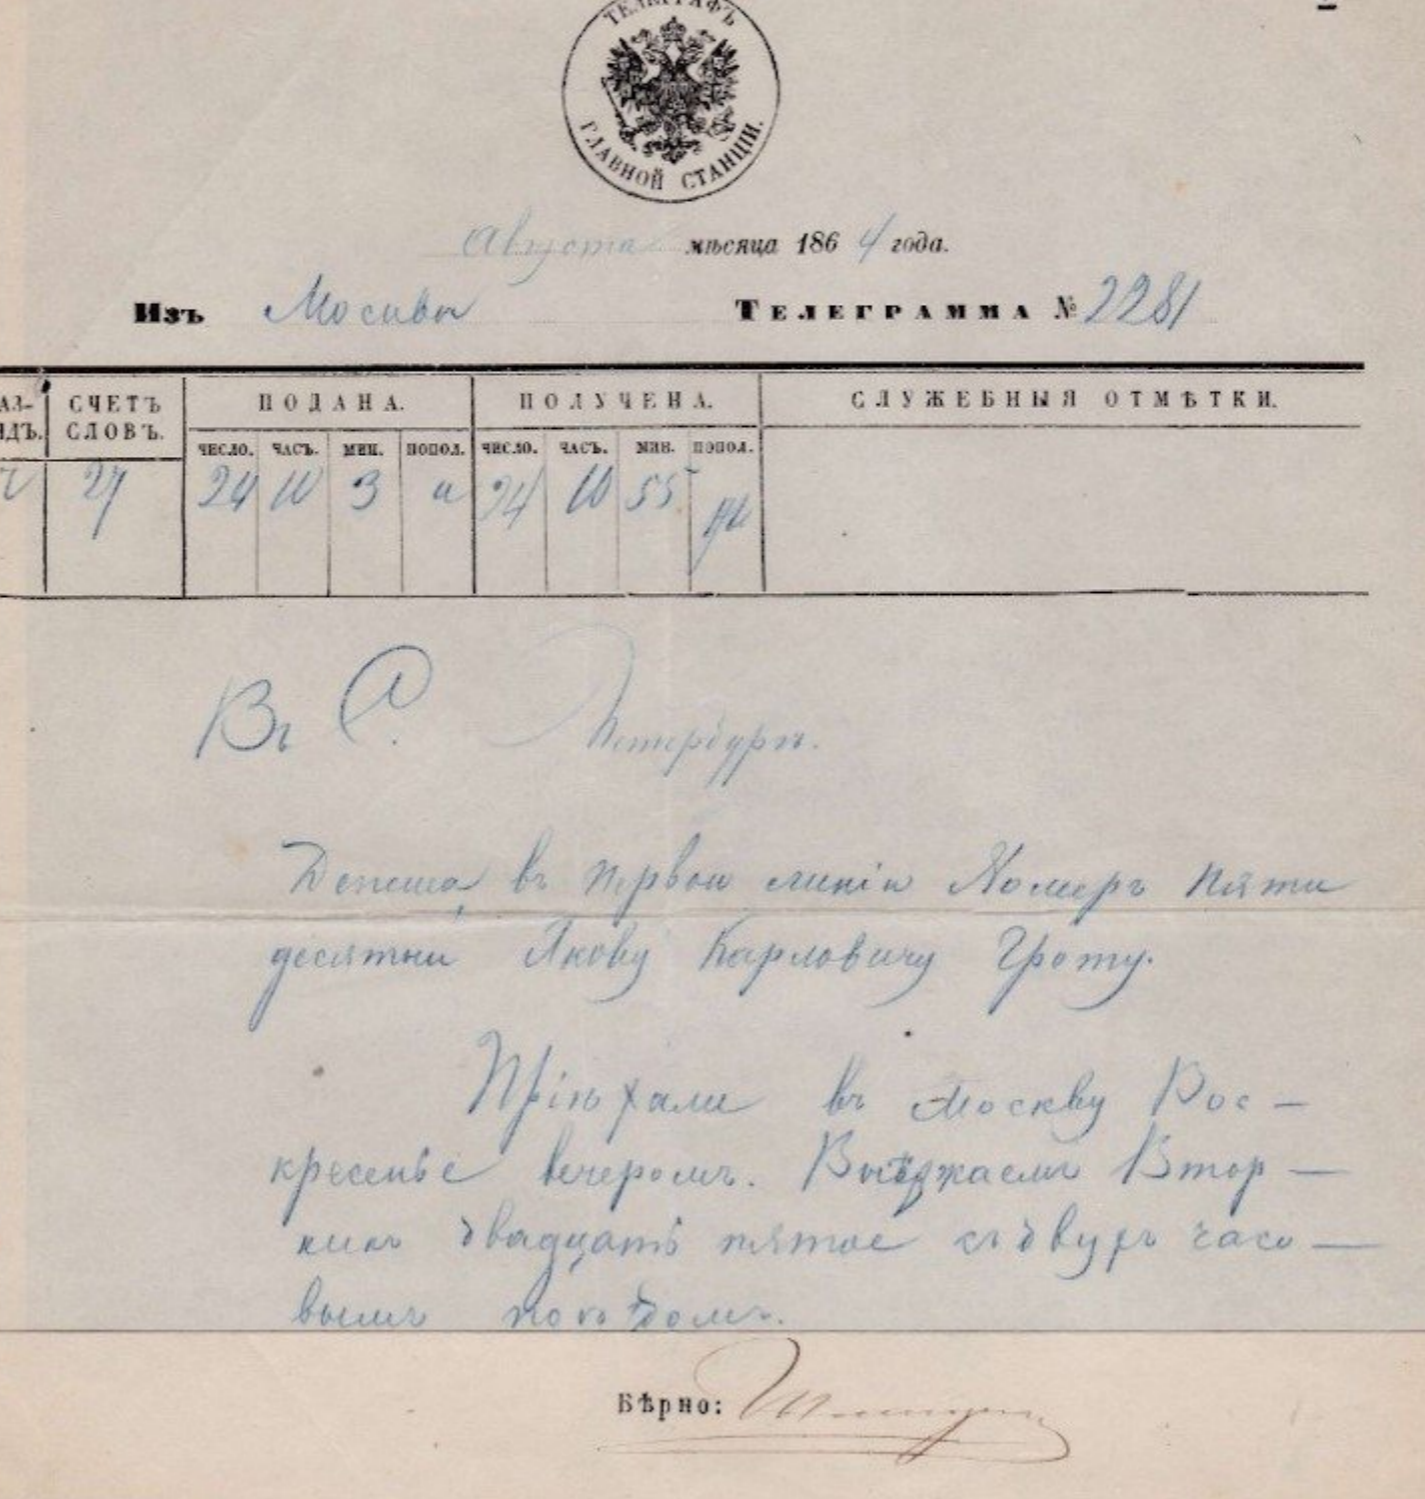 ТЕЛЕГРАФЪ
ГЛАВНОЙ СТАНЦІИ.
Августа мѣсяца 1864 года.
Изъ Москвы ТЕЛЕГРАММА № 2281
АЗ- СЧЕТЪ ПОДАНА. ПОЛУЧЕНА. СЛУЖЕБНЫЯ ОТМѢТКИ.
ЯДЪ. СЛОВЪ. ЧИСЛО. ЧАСЪ. МИН. ПОПОЛ. ЧИСЛО. ЧАСЪ. МИН. ПОПОЛ.
27 24 10 3 24 10 55
Въ С. Петербургъ.
въ первой линіи Номеръ пяти
десятый Якову Карловичу Гроту.
Пріѣхали въ Москву Вос-
кресенье вечеромъ. Выѣзжаемъ Втор-
никъ двадцать пятое съ двухъ часо-
вымъ поѣздомъ.
Вѣрно: